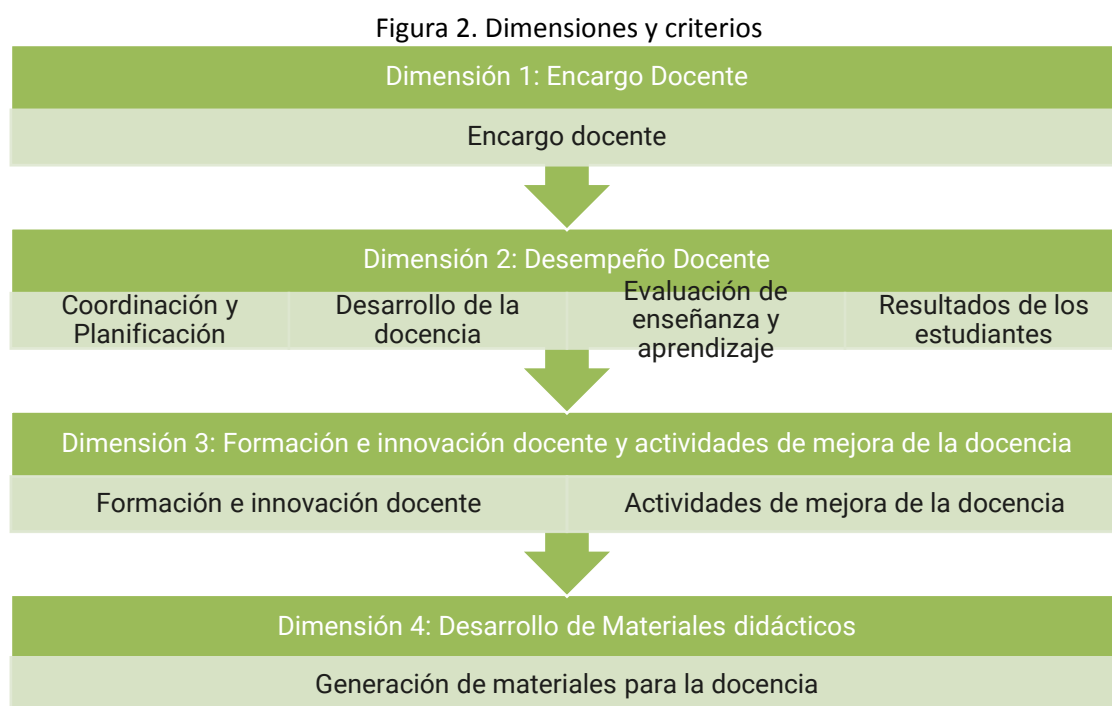 Figura 2. Dimensiones y criterios
Dimensión 1: Encargo Docente
Encargo docente
Dimensión 2: Desempeño Docente
Coordinación y
Planificación
Desarrollo de la
docencia
Evaluación de
enseñanza y
aprendizaje
Resultados de los
estudiantes
Dimensión 3: Formación e innovación docente y actividades de mejora de la docencia
Formación e innovación docente
Actividades de mejora de la docencia
Dimensión 4: Desarrollo de Materiales didácticos
Generación de materiales para la docencia